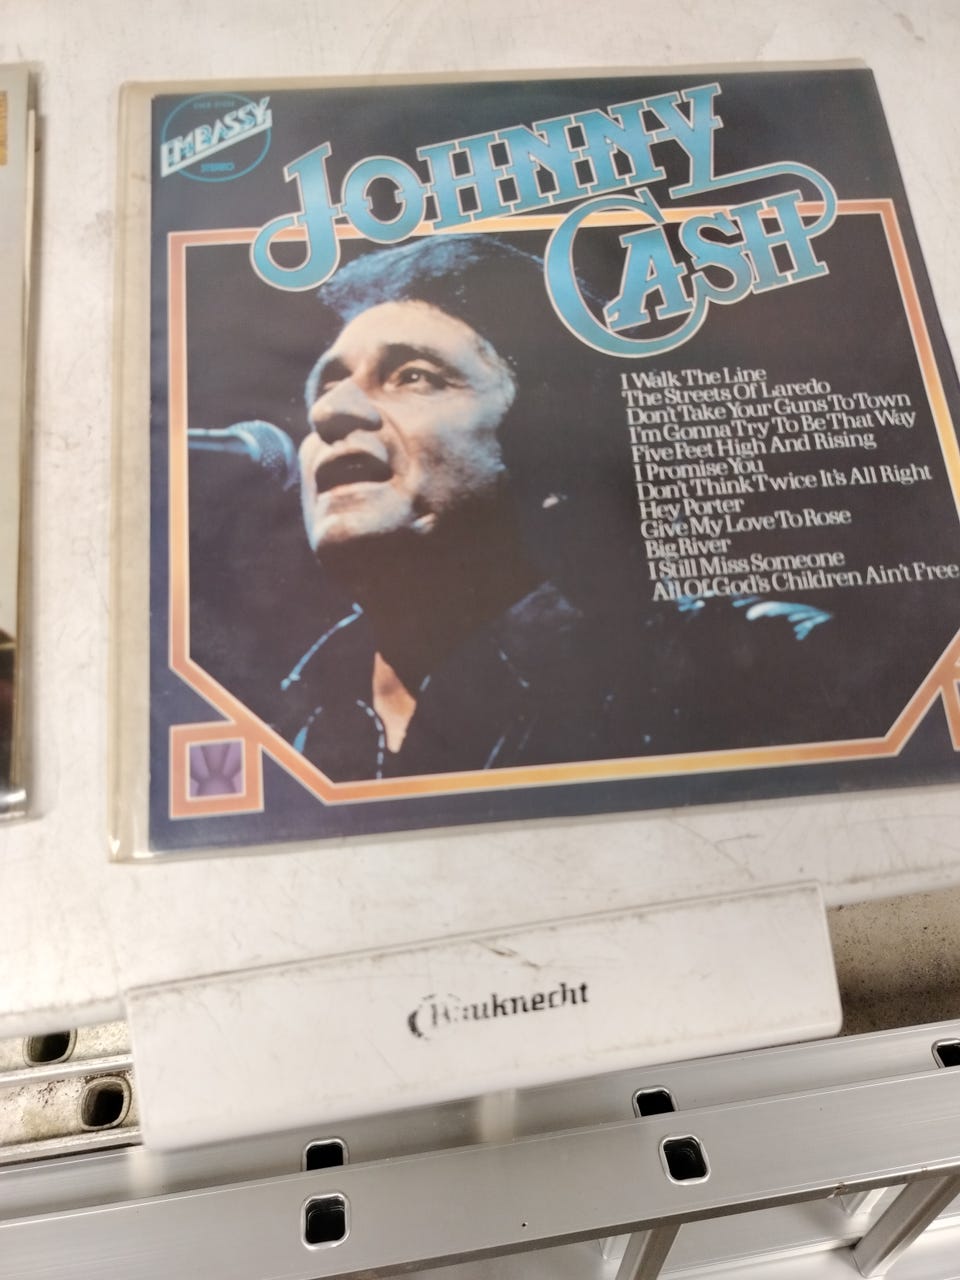 EMBASSY
STEREO
JOHNNY
CASH
I Walk The Line
The Streets Of Laredo
Don't Take Your Guns To Town
I'm Gonna Try To Be That Way
Five Feet High And Rising
I Promise You
Don't Think Twice It's All Right
Hey Porter
Give My Love To Rose
Big River
I Still Miss Someone
All Of God's Children Ain't Free
Bauknecht